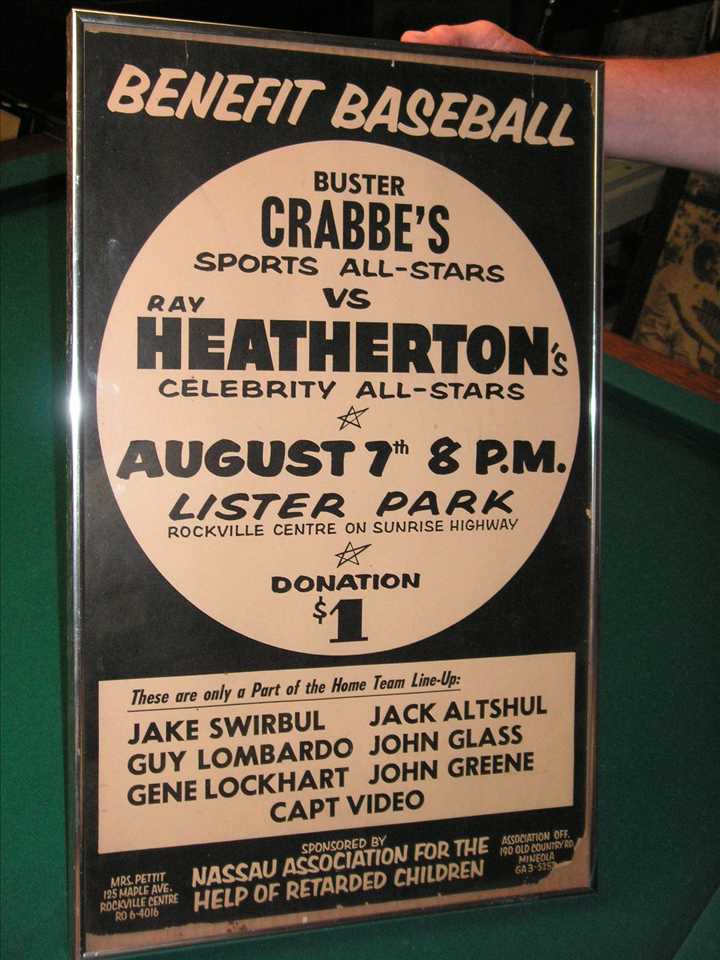 BENEFIT BASEBALL
BUSTER
CRABBE'S
SPORTS ALL-STARS
VS
RAY
HEATHERTON's
CELEBRITY ALL-STARS
AUGUST 7th 8 P.M.
LISTER PARK
ROCKVILLE CENTRE ON SUNRISE HIGHWAY
DONATION
$1
These are only a Part of the Home Team Line-Up:
JAKE SWIRBUL JACK ALTSHUL
GUY LOMBARDO JOHN GLASS
GENE LOCKHART JOHN GREENE
CAPT VIDEO
MRS. PETTIT
125 MAPLE AVE.
ROCKVILLE CENTRE
RO 6-4016
SPONSORED BY
NASSAU ASSOCIATION FOR THE
HELP OF RETARDED CHILDREN
ASSOCIATION OFF.
190 OLD COUNTRY RD
MINEOLA